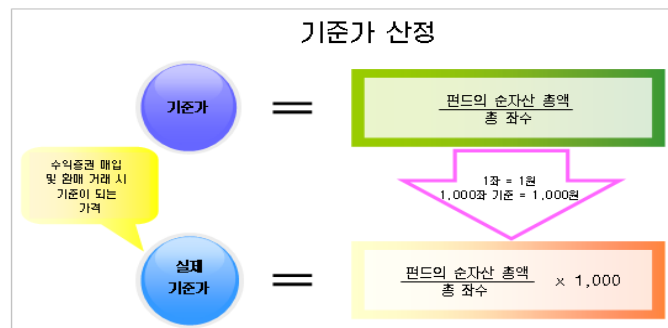 기준가 산정
기준가
=
펀드의 순자산 총액
총 좌수
수익증권 매입
및 환매 거래 시
기준이 되는
가격
1좌 = 1원
1,000좌 기준 = 1,000원
실제
기준가
=
펀드의 순자산 총액
총 좌수
x 1,000